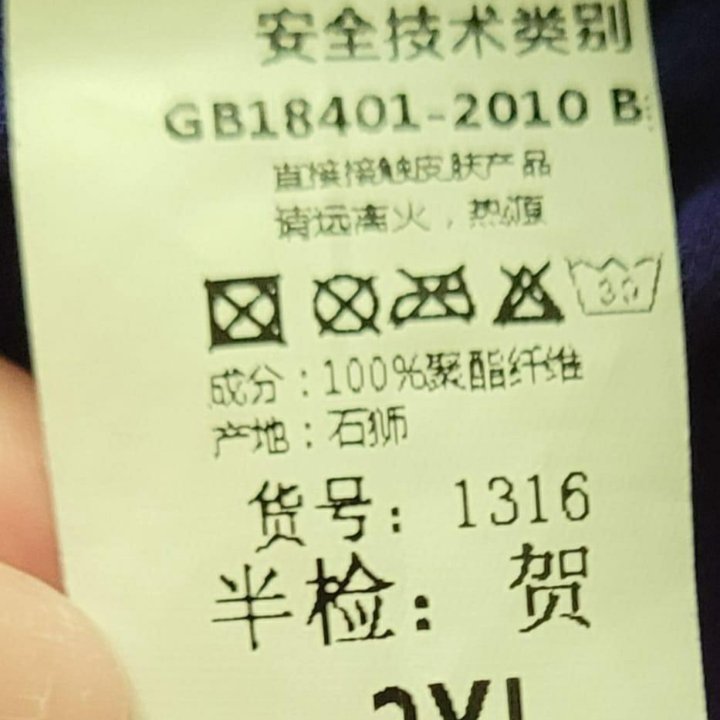 安全技术类别
GB18401-2010 B
直接接触皮肤产品
请远离火，热源
30
成分：100%聚酯纤维
产地：石狮
货号：1316
半检：贺